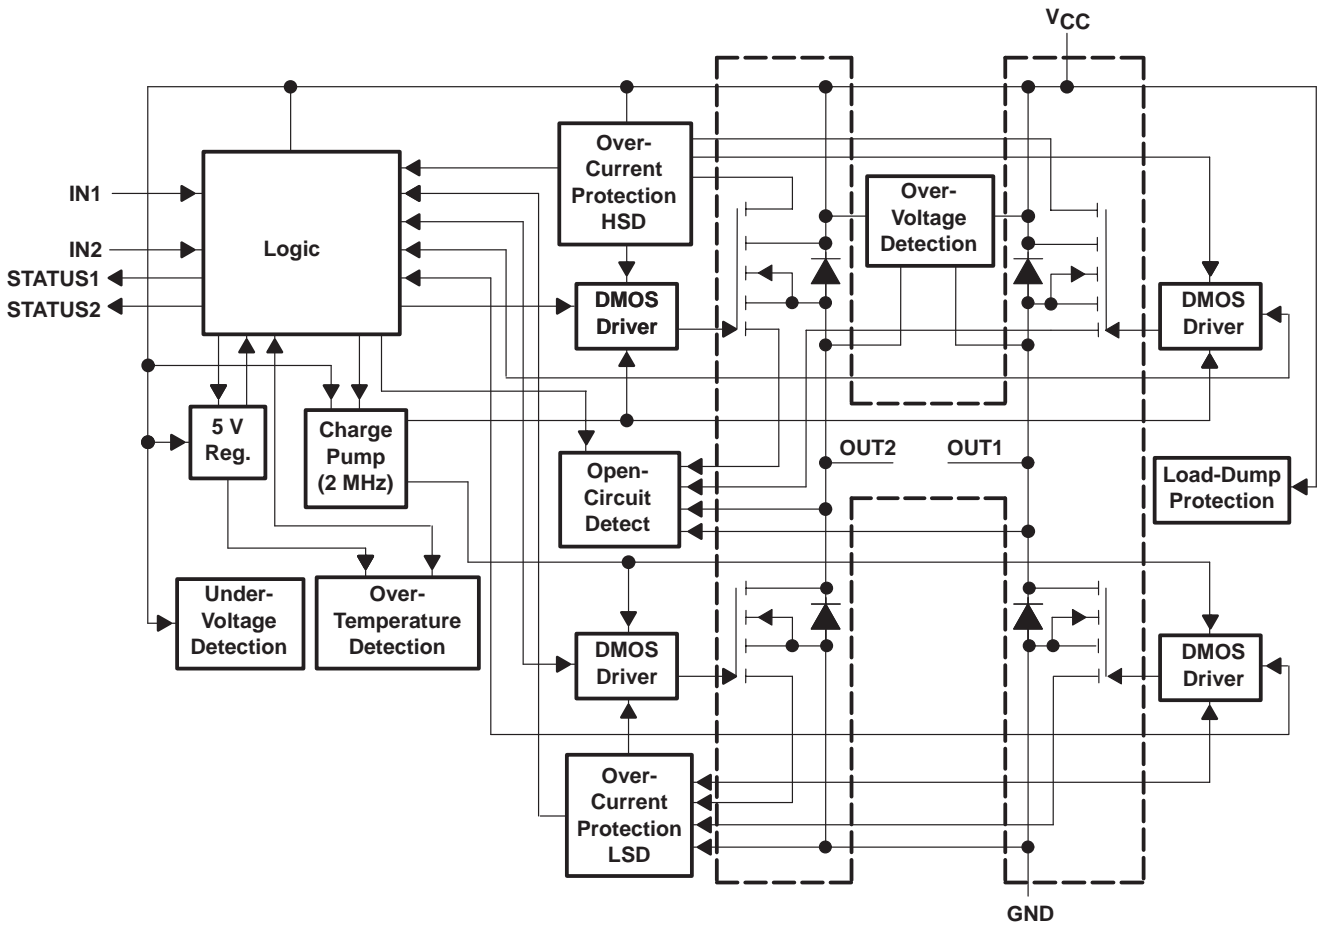 VCC
Over-
Current
Protection
HSD
IN1
IN2
STATUS1
STATUS2
Logic
Over-
Voltage
Detection
DMOS
Driver
DMOS
Driver
5 V
Reg.
Charge
Pump
(2 MHz)
Open-
Circuit
Detect
OUT2
OUT1
Load-Dump
Protection
Under-
Voltage
Detection
Over-
Temperature
Detection
DMOS
Driver
DMOS
Driver
Over-
Current
Protection
LSD
GND